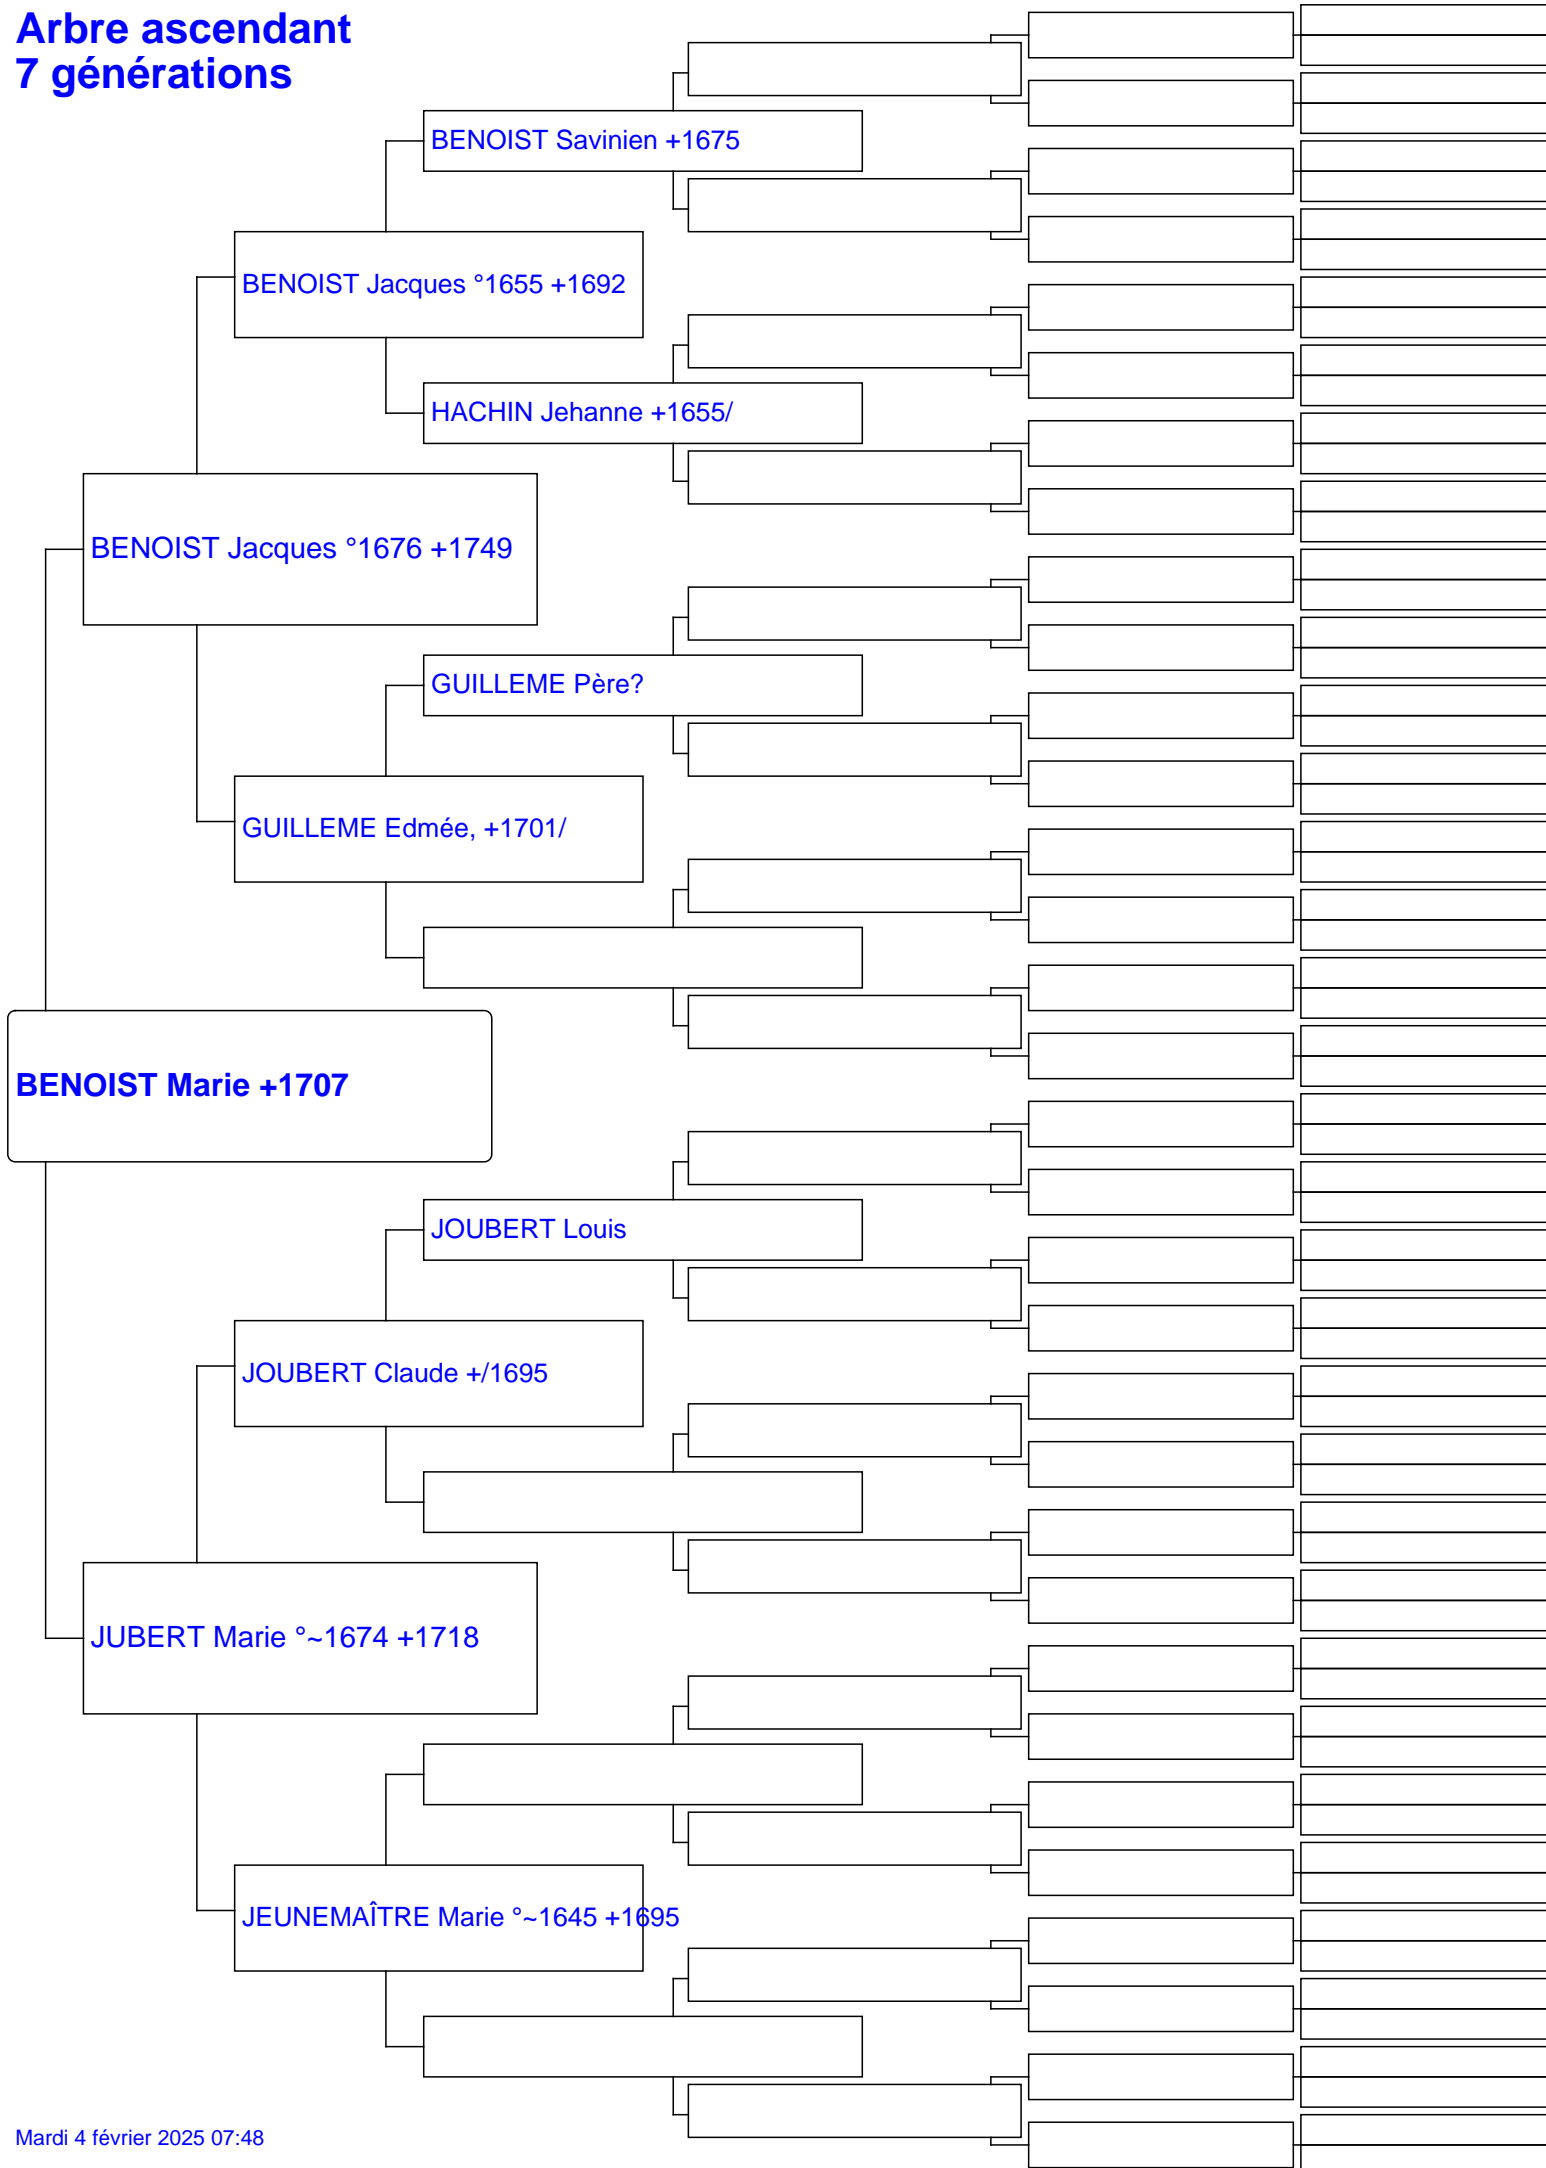 Arbre ascendant
7 générations
BENOIST Savinien +1675
BENOIST Jacques °1655 +1692
HACHIN Jehanne +1655/
BENOIST Jacques °1676 +1749
GUILLEME Père?
GUILLEME Edmée, +1701/
BENOIST Marie +1707
JOUBERT Louis
JOUBERT Claude +/1695
JUBERT Marie °~1674 +1718
JEUNEMAÎTRE Marie °~1645 +1695
Mardi 4 février 2025 07:48